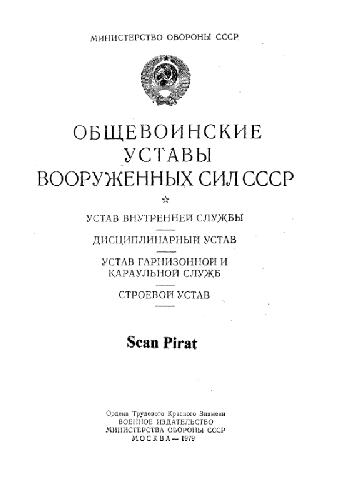 МИНИСТЕРСТВО ОБОРОНЫ СССР
ОБЩЕВОИНСКИЕ
УСТАВЫ
ВООРУЖЕННЫХ СИЛ СССР
УСТАВ ВНУТРЕННЕЙ СЛУЖБЫ
ДИСЦИПЛИНАРНЫЙ УСТАВ
УСТАВ ГАРНИЗОННОЙ И
КАРАУЛЬНОЙ СЛУЖБ
СТРОЕВОЙ УСТАВ
Scan Pirat
Ордена Трудового Красного Знамени
ВОЕННОЕ ИЗДАТЕЛЬСТВО
МИНИСТЕРСТВА ОБОРОНЫ СССР
МОСКВА — 1979